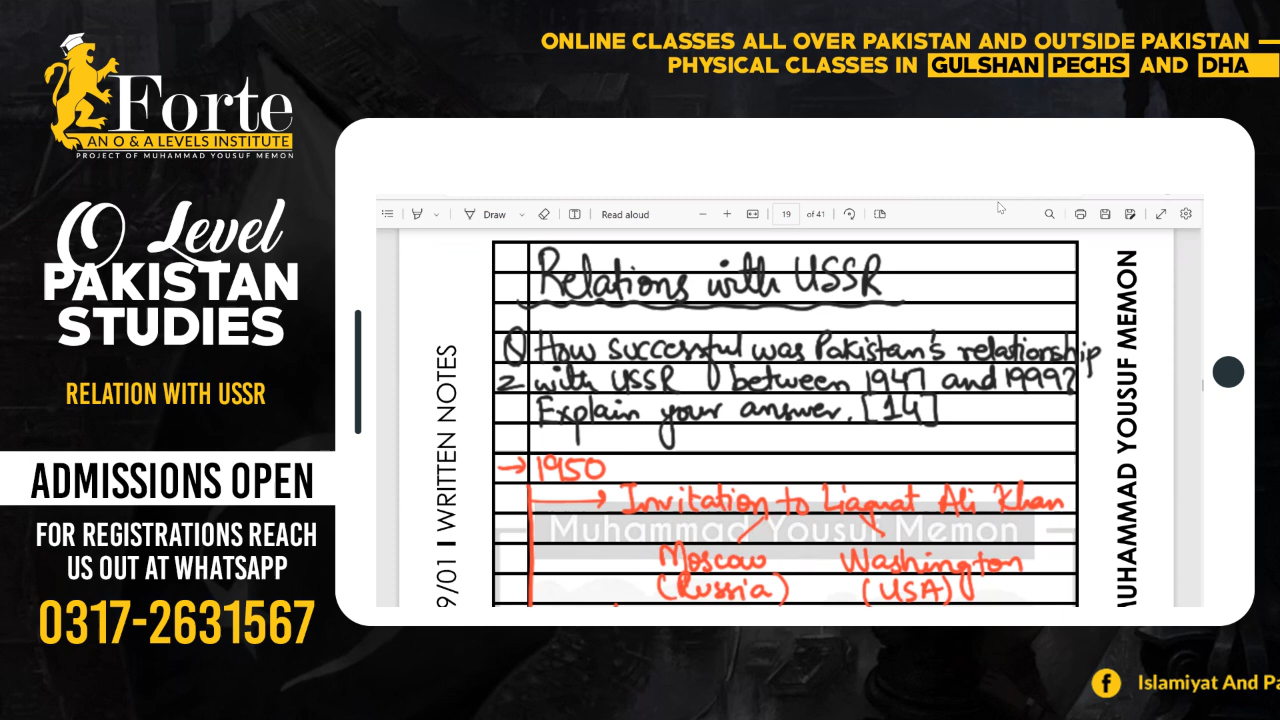 Forte
AN O & A LEVELS INSTITUTE
PROJECT OF MUHAMMAD YOUSUF MEMON
O Level
PAKISTAN
STUDIES
RELATION WITH USSR
ADMISSIONS OPEN
FOR REGISTRATIONS REACH
US OUT AT WHATSAPP
0317-2631567
ONLINE CLASSES ALL OVER PAKISTAN AND OUTSIDE PAKISTAN
PHYSICAL CLASSES IN GULSHAN PECHS AND DHA
Draw Read aloud 19 of 41
9/01 I WRITTEN NOTES
Relations with USSR
Q How successful was Pakistan's relationship
2 with USSR between 1947 and 1999?
Explain your answer. [14]
→ 1950
→ Invitation to Liaquat Ali Khan
Muhammad Yousuf Memon
Moscow Washington
(Russia) (USA)
MUHAMMAD YOUSUF MEMON
Islamiyat And Pa